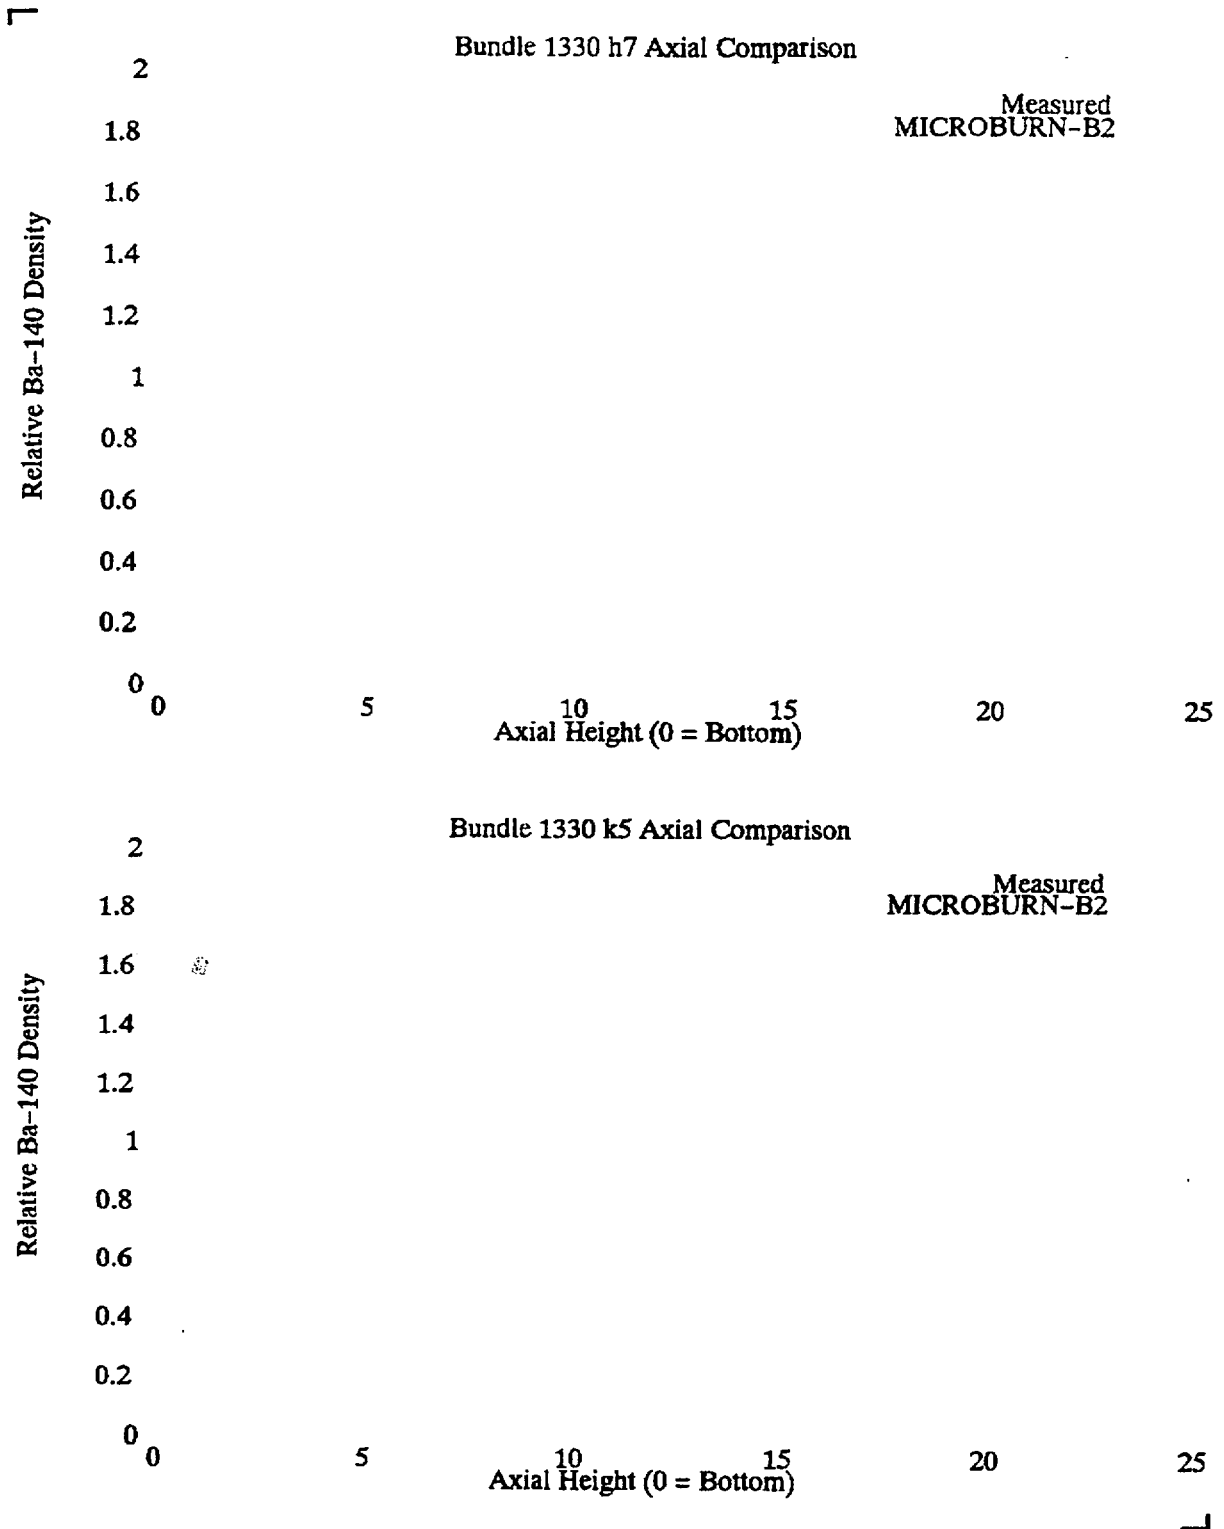 Bundle 1330 h7 Axial Comparison
2
Measured
MICROBURN-B2
1.8
1.6
1.4
1.2
1
0.8
0.6
0.4
0.2
0
Relative Ba-140 Density
0 5 10 15 20 25
Axial Height (0 = Bottom)
Bundle 1330 k5 Axial Comparison
2
Measured
MICROBURN-B2
1.8
1.6
1.4
1.2
1
0.8
0.6
0.4
0.2
0
Relative Ba-140 Density
0 5 10 15 20 25
Axial Height (0 = Bottom)